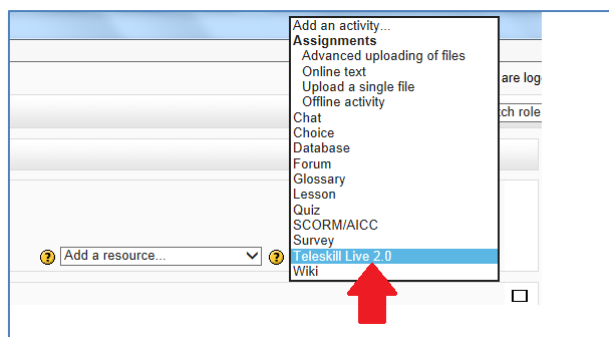 Add an activity...
Assignments
Advanced uploading of files
Online text
are log
Upload a single file
Offline activity
ch role
Chat
Choice
Database
Forum
Glossary
Lesson
Quiz
SCORM/AICC
Survey
Add a resource...
Teleskill Live 2.0
Wiki